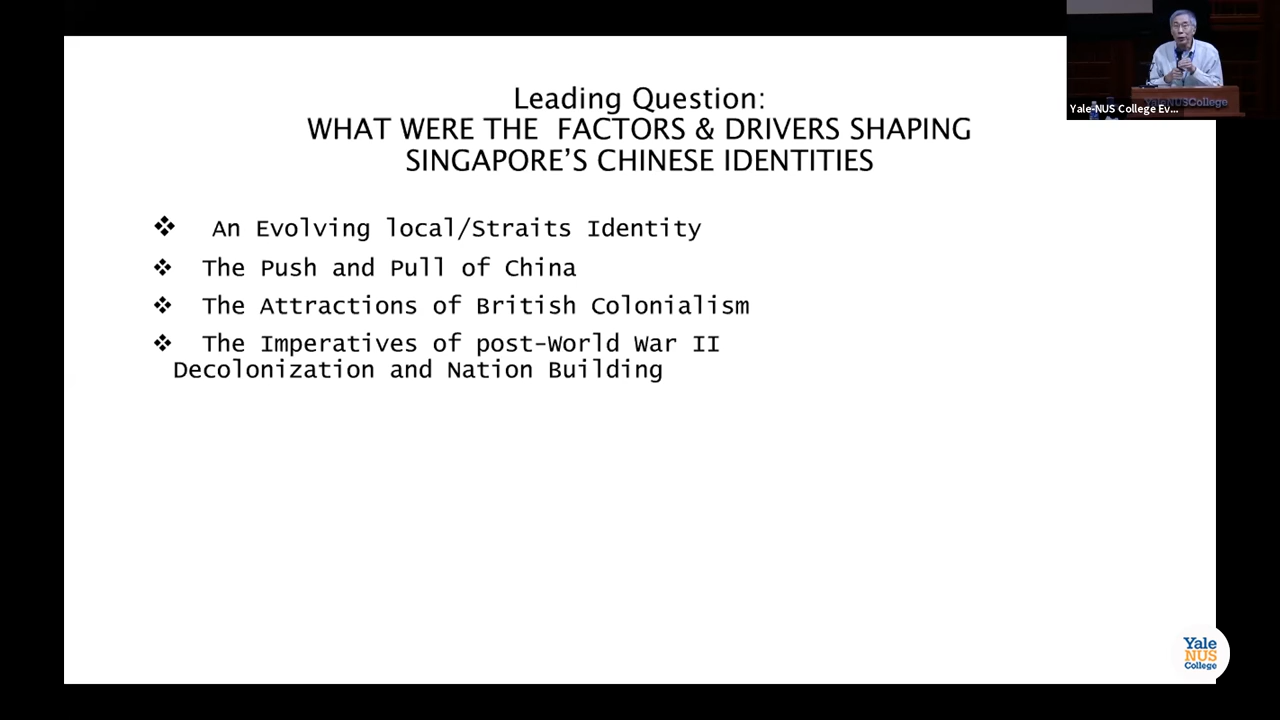 Leading Question:
WHAT WERE THE FACTORS & DRIVERS SHAPING
SINGAPORE'S CHINESE IDENTITIES
❖ An Evolving local/Straits Identity
❖ The Push and Pull of China
❖ The Attractions of British Colonialism
❖ The Imperatives of post-World War II
Decolonization and Nation Building
Yale-NUS College Ev...
YaleNUSCollege
Yale
NUS
College